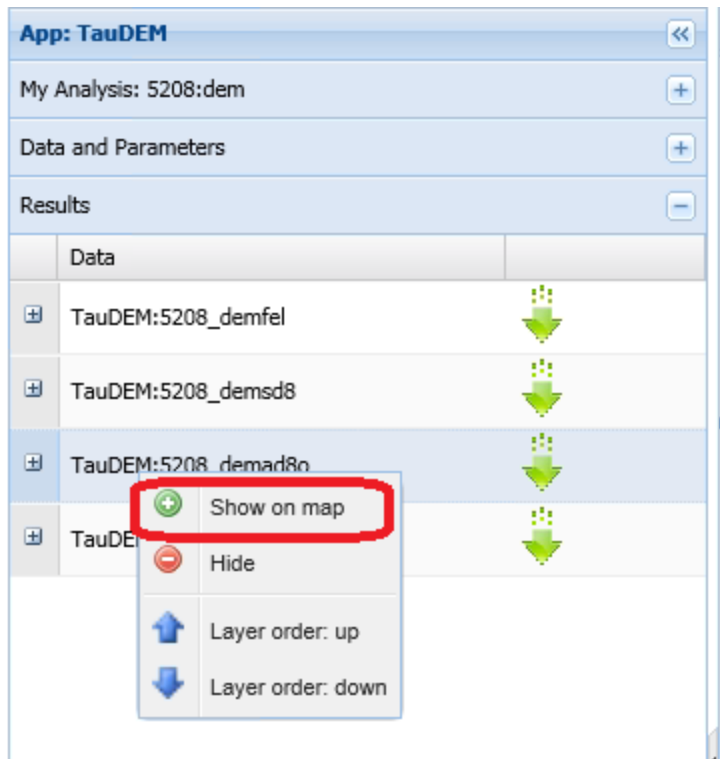 App: TauDEM
My Analysis: 5208:dem
Data and Parameters
Results
Data
TauDEM:5208_demfel
TauDEM:5208_demsd8
TauDEM:5208_demad8o
Show on map
Hide
Layer order: up
Layer order: down